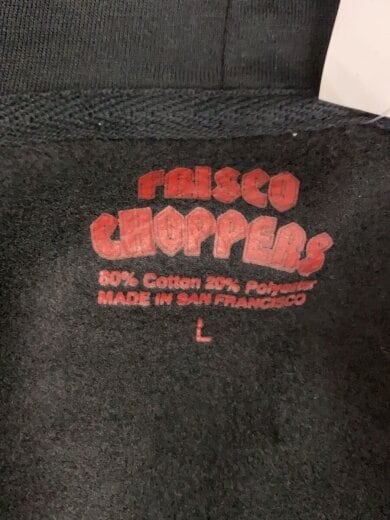 FRISCO
CHOPPERS
80% Cotton 20% Polyester
MADE IN SAN FRANCISCO
L